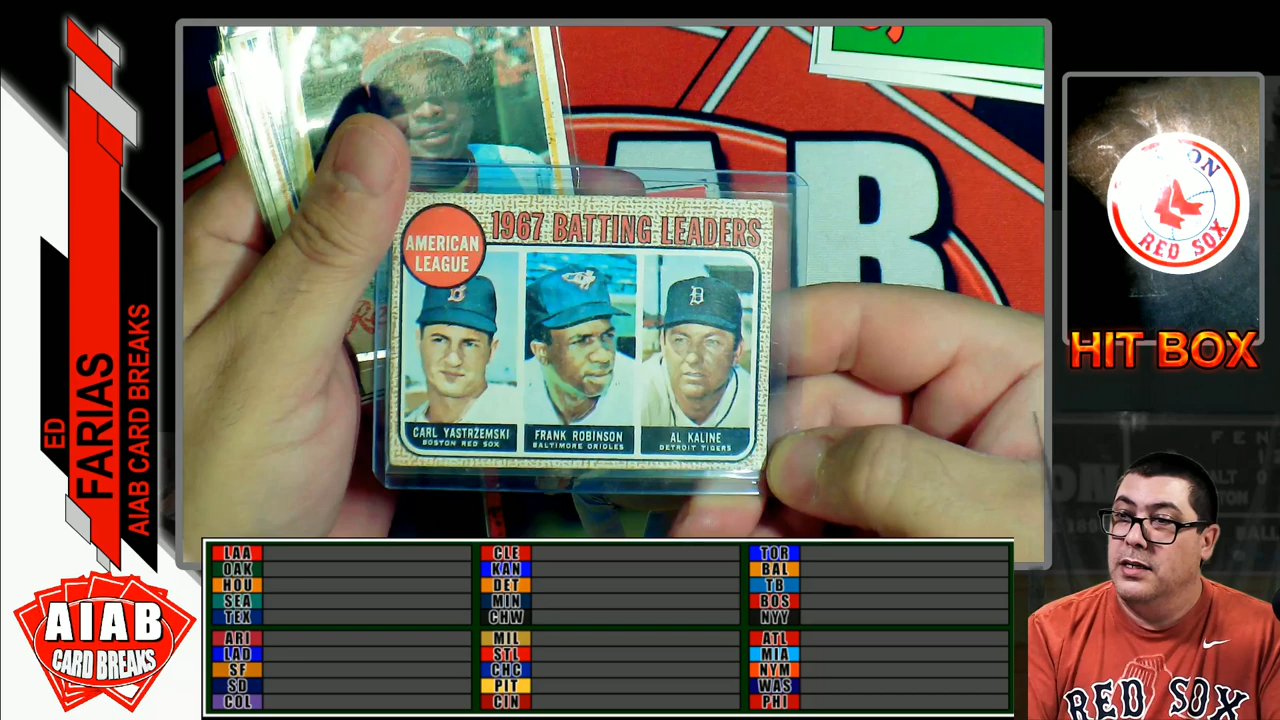 ED
FARIAS
AIAB CARD BREAKS
AIAB
CARD BREAKS
1967 BATTING LEADERS
AMERICAN
LEAGUE
CARL YASTRZEMSKI
BOSTON RED SOX
FRANK ROBINSON
BALTIMORE ORIOLES
AL KALINE
DETROIT TIGERS
RED SOX
HIT BOX
LAA
OAK
HOU
SEA
TEX
ARI
LAD
SF
SD
COL
CLE
KAN
DET
MIN
CHW
MIL
STL
CHC
PIT
CIN
TOR
BAL
TB
BOS
NYY
ATL
MIA
NYM
WAS
PHI
RED SOX